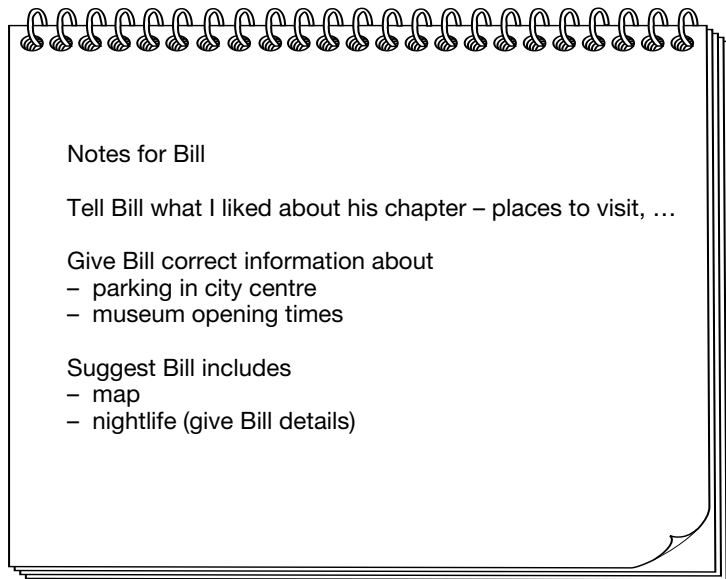 Notes for Bill
Tell Bill what I liked about his chapter – places to visit, …
Give Bill correct information about
– parking in city centre
– museum opening times
Suggest Bill includes
– map
– nightlife (give Bill details)